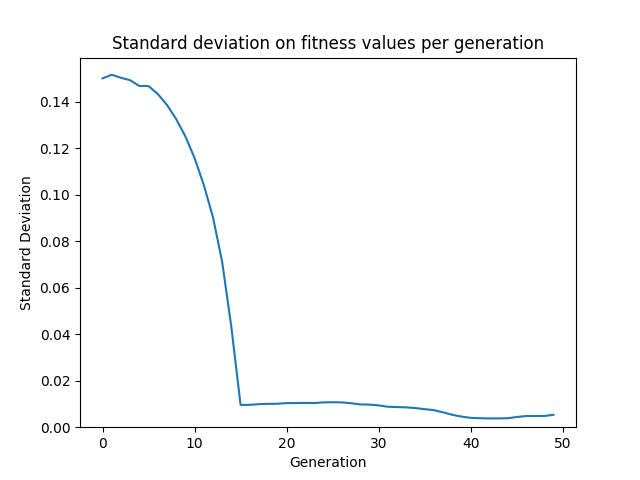 Standard deviation on fitness values per generation
Standard Deviation
0.14
0.12
0.10
0.08
0.06
0.04
0.02
0.00
0 10 20 30 40 50
Generation